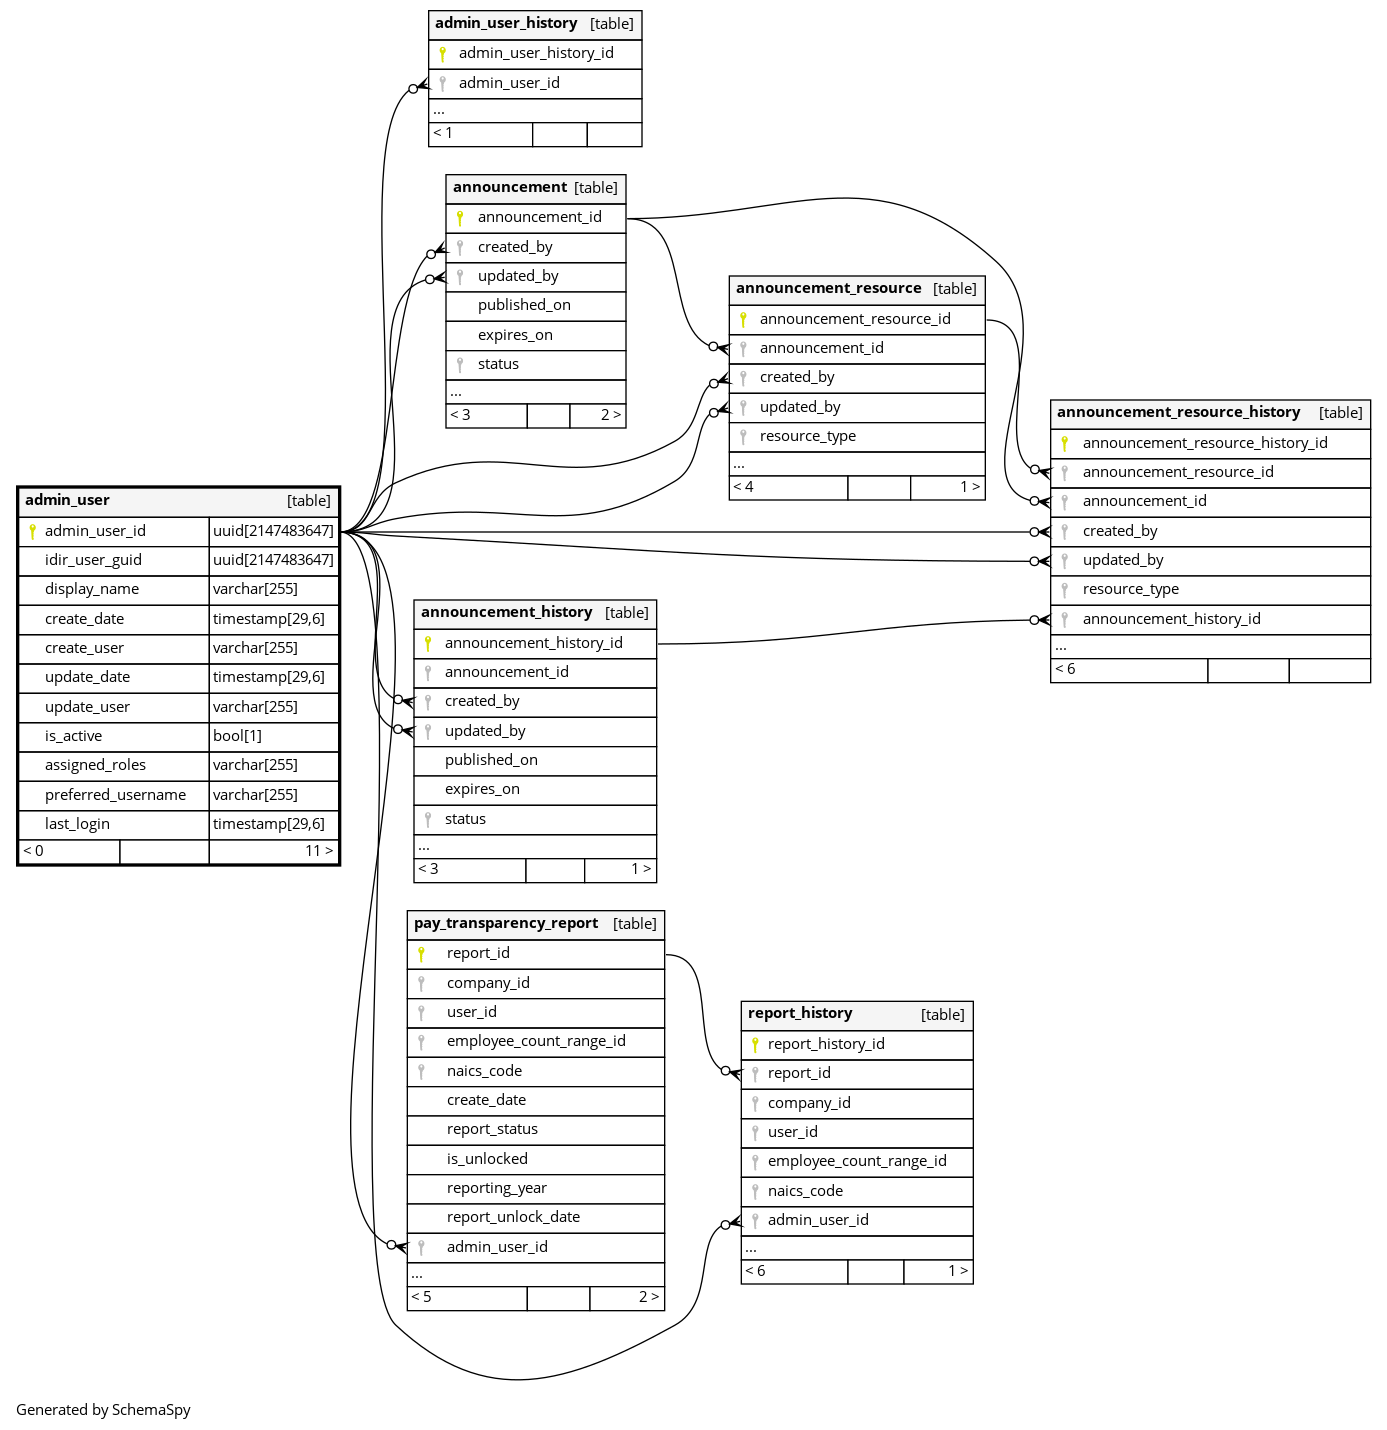 admin_user_history [table]
admin_user_history_id
admin_user_id
...
< 1
announcement [table]
announcement_id
created_by
updated_by
published_on
expires_on
status
...
< 3 2 >
announcement_resource [table]
announcement_resource_id
announcement_id
created_by
updated_by
resource_type
...
< 4 1 >
announcement_resource_history [table]
announcement_resource_history_id
announcement_resource_id
announcement_id
created_by
updated_by
resource_type
announcement_history_id
...
< 6
admin_user [table]
admin_user_id uuid[2147483647]
idir_user_guid uuid[2147483647]
display_name varchar[255]
create_date timestamp[29,6]
create_user varchar[255]
update_date timestamp[29,6]
update_user varchar[255]
is_active bool[1]
assigned_roles varchar[255]
preferred_username varchar[255]
last_login timestamp[29,6]
< 0 11 >
announcement_history [table]
announcement_history_id
announcement_id
created_by
updated_by
published_on
expires_on
status
...
< 3 1 >
pay_transparency_report [table]
report_id
company_id
user_id
employee_count_range_id
naics_code
create_date
report_status
is_unlocked
reporting_year
report_unlock_date
admin_user_id
...
< 5 2 >
report_history [table]
report_history_id
report_id
company_id
user_id
employee_count_range_id
naics_code
admin_user_id
...
< 6 1 >
Generated by SchemaSpy